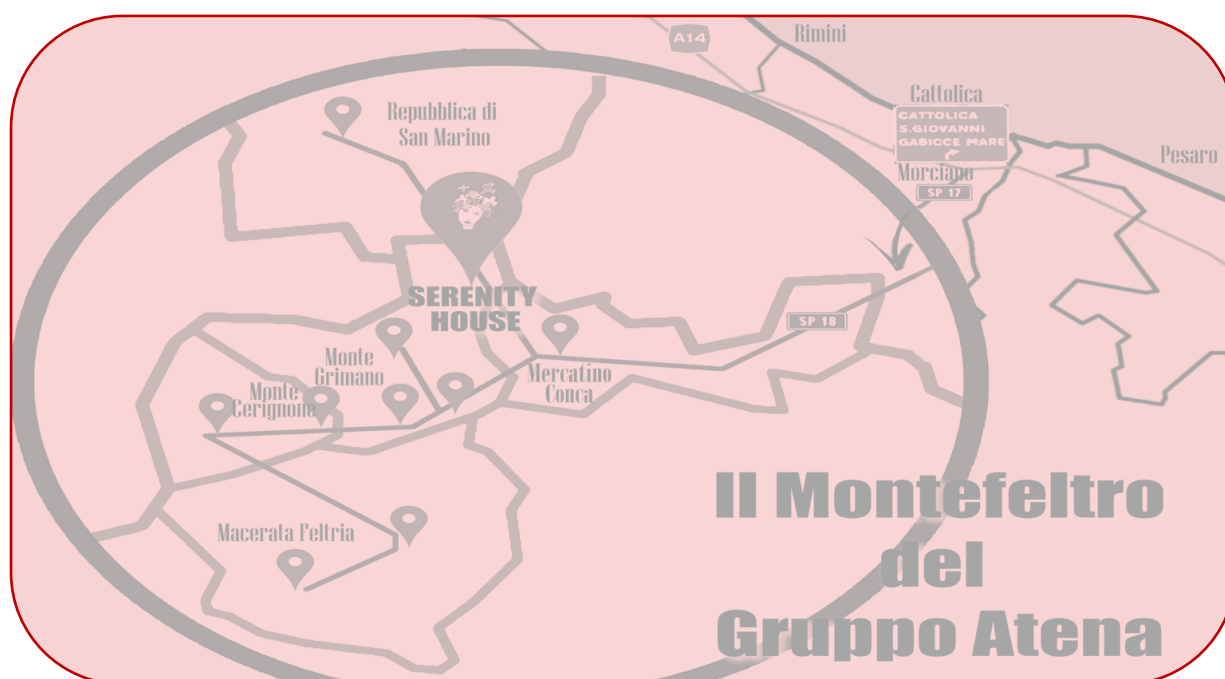 Rimini
A14
Cattolica
CATTOLICA
S.GIOVANNI
GABICCE MARE
Pesaro
Morciano
SP 17
Repubblica di
San Marino
SERENITY
HOUSE
SP 18
Monte
Grimano
Mercatino
Conca
Monte
Cerignone
Macerata Feltria
Il Montefeltro
del
Gruppo Atena